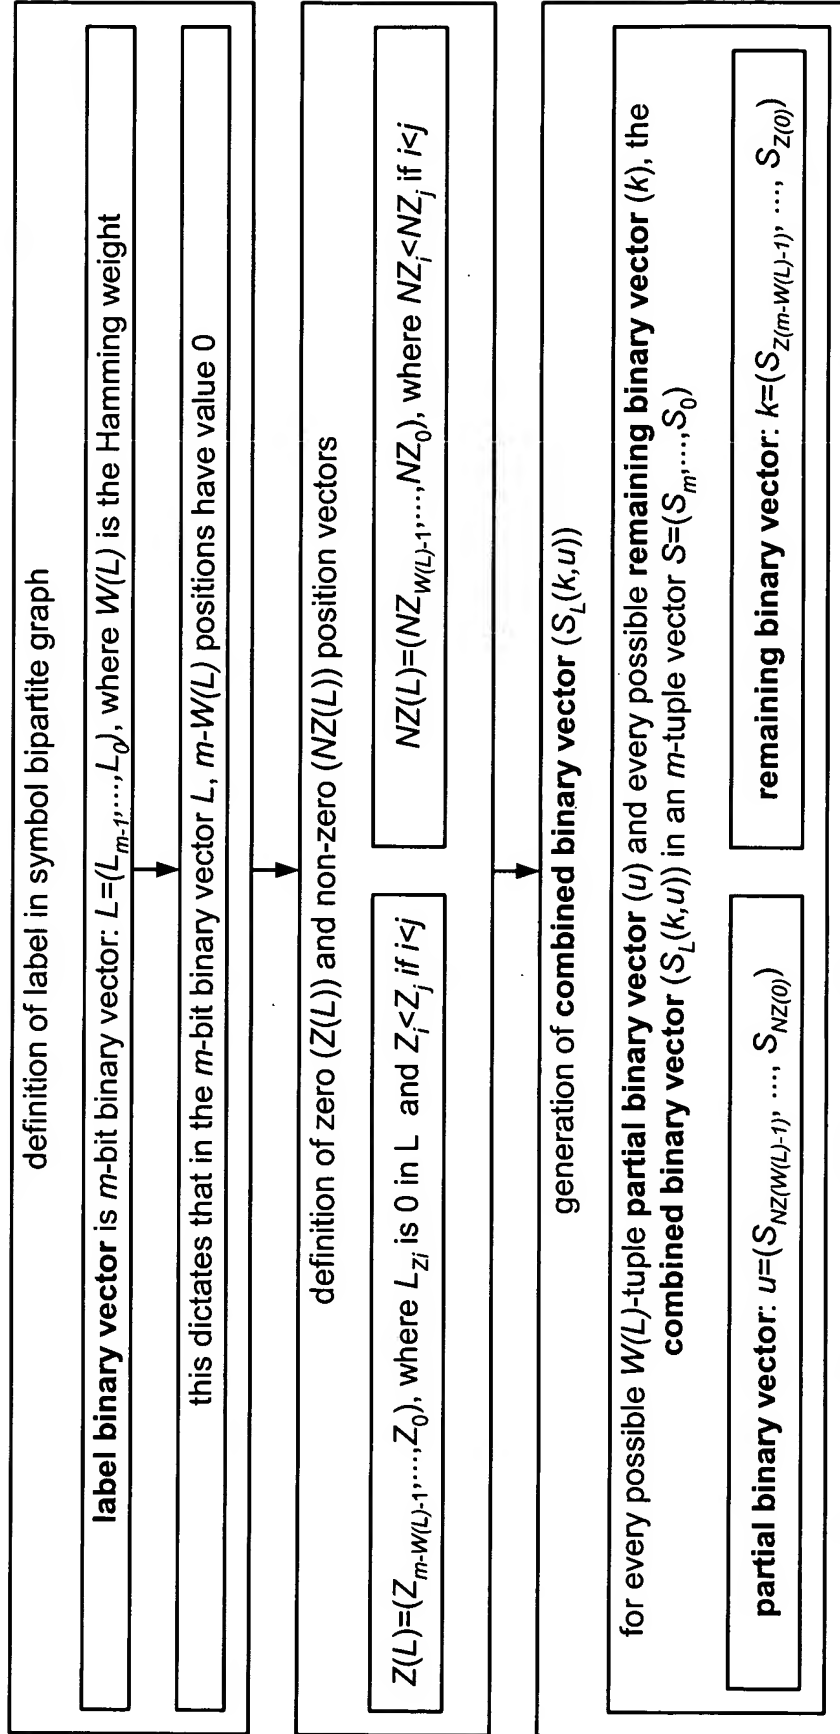 definition of label in symbol bipartite graph
label binary vector is m-bit binary vector: L=(L_{m-1},...,L_0), where W(L) is the Hamming weight
this dictates that in the m-bit binary vector L, m-W(L) positions have value 0
definition of zero (Z(L)) and non-zero (NZ(L)) position vectors
Z(L)=(Z_{m-W(L)-1},...,Z_0), where L_{Zi} is 0 in L and Z_i<Z_j if i<j
NZ(L)=(NZ_{W(L)-1},...,NZ_0), where NZ_i<NZ_j if i<j
generation of combined binary vector (S_L(k,u))
for every possible W(L)-tuple partial binary vector (u) and every possible remaining binary vector (k), the
combined binary vector (S_L(k,u)) in an m-tuple vector S=(S_m,...,S_0)
partial binary vector: u=(S_{NZ(W(L)-1)}, ..., S_{NZ(0)})
remaining binary vector: k=(S_{Z(m-W(L)-1)}, ..., S_{Z(0)})